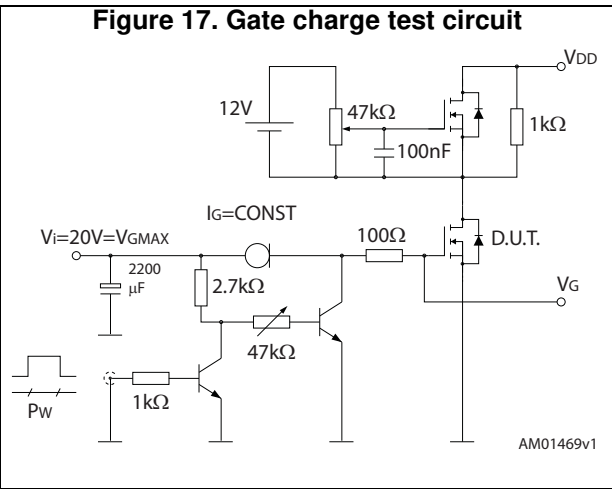 Figure 17. Gate charge test circuit
VDD
12V
47kΩ
1kΩ
100nF
IG=CONST
Vi=20V=VGMAX
100Ω
D.U.T.
2200
μF
2.7kΩ
VG
47kΩ
1kΩ
PW
AM01469v1